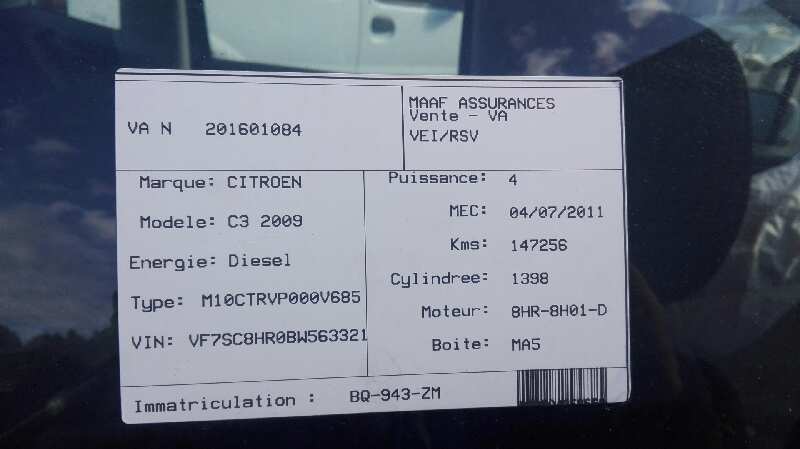 VA N 201601084
MAAF ASSURANCES
Vente - VA
VEI/RSV
Marque: CITROEN
Modele: C3 2009
Energie: Diesel
Type: M10CTRVP000V685
VIN: VF7SC8HR0BW563321
Puissance: 4
MEC: 04/07/2011
Kms: 147256
Cylindree: 1398
Moteur: 8HR-8H01-D
Boite: MA5
Immatriculation : BQ-943-ZM